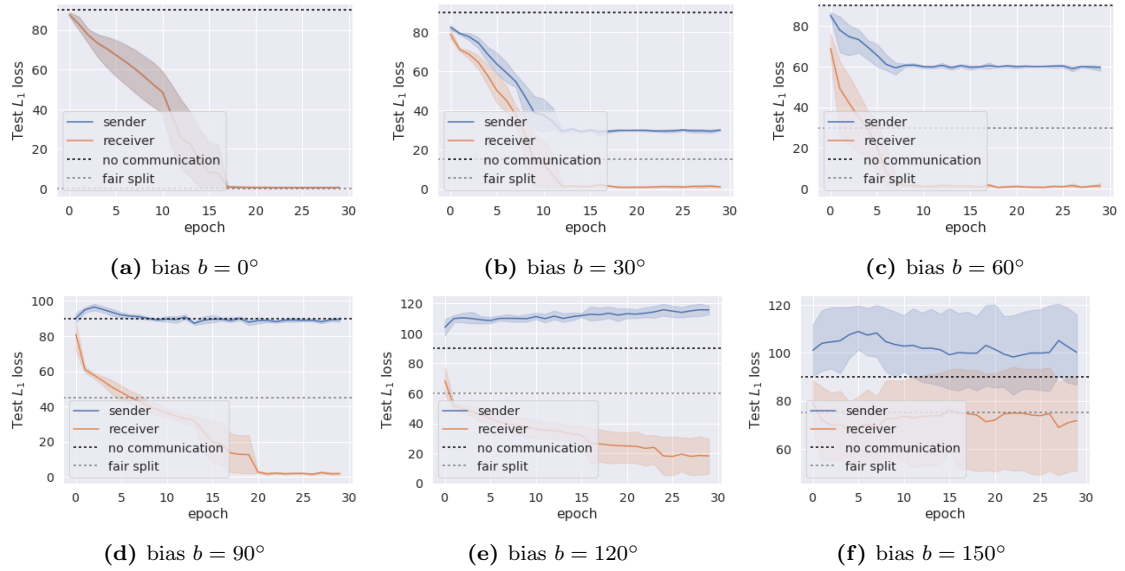 Test L₁ loss
80
60
40
20
0
sender
receiver
no communication
fair split
0 5 10 15 20 25 30
epoch
(a) bias b = 0°
Test L₁ loss
80
60
40
20
0
sender
receiver
no communication
fair split
0 5 10 15 20 25 30
epoch
(b) bias b = 30°
Test L₁ loss
80
60
40
20
0
sender
receiver
no communication
fair split
0 5 10 15 20 25 30
epoch
(c) bias b = 60°
Test L₁ loss
100
80
60
40
20
0
sender
receiver
no communication
fair split
0 5 10 15 20 25 30
epoch
(d) bias b = 90°
Test L₁ loss
120
100
80
60
40
20
0
sender
receiver
no communication
fair split
0 5 10 15 20 25 30
epoch
(e) bias b = 120°
Test L₁ loss
120
100
80
60
sender
receiver
no communication
fair split
0 5 10 15 20 25 30
epoch
(f) bias b = 150°